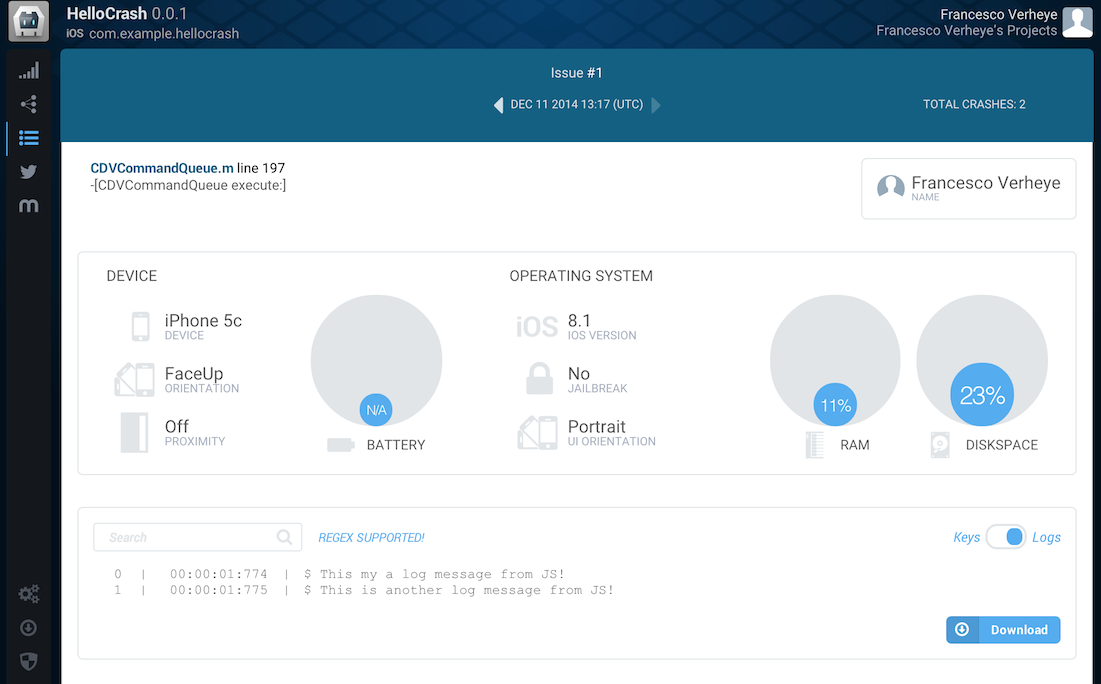 HelloCrash 0.0.1
iOS com.example.hellocrash
Francesco Verheye
Francesco Verheye's Projects
Issue #1
DEC 11 2014 13:17 (UTC)
TOTAL CRASHES: 2
CDVCommandQueue.m line 197
-[CDVCommandQueue execute:]
Francesco Verheye
NAME
DEVICE
iPhone 5c
DEVICE
FaceUp
ORIENTATION
Off
PROXIMITY
N/A
BATTERY
OPERATING SYSTEM
iOS
8.1
IOS VERSION
No
JAILBREAK
Portrait
UI ORIENTATION
11%
RAM
23%
DISKSPACE
Search
REGEX SUPPORTED!
Keys
Logs
0 | 00:00:01:774 | $ This my a log message from JS!
1 | 00:00:01:775 | $ This is another log message from JS!
Download